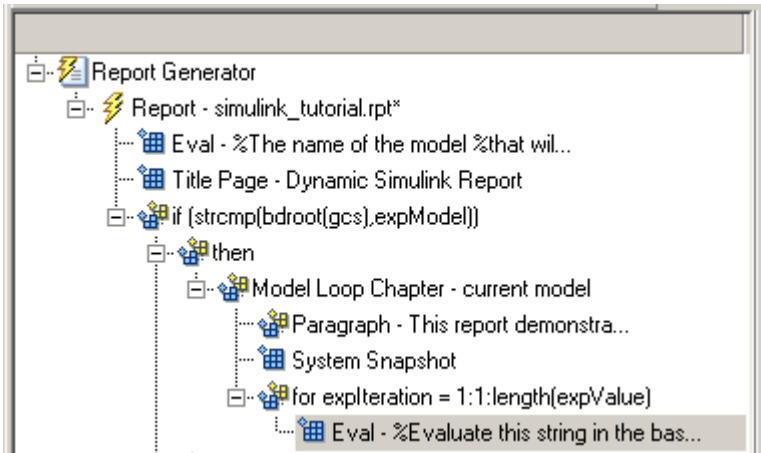 Report Generator
Report - simulink_tutorial.rpt*
Eval - %The name of the model %that wil...
Title Page - Dynamic Simulink Report
if (strcmp(bdroot(gcs),expModel))
then
Model Loop Chapter - current model
Paragraph - This report demonstra...
System Snapshot
for expIteration = 1:1:length(expValue)
Eval - %Evaluate this string in the bas...